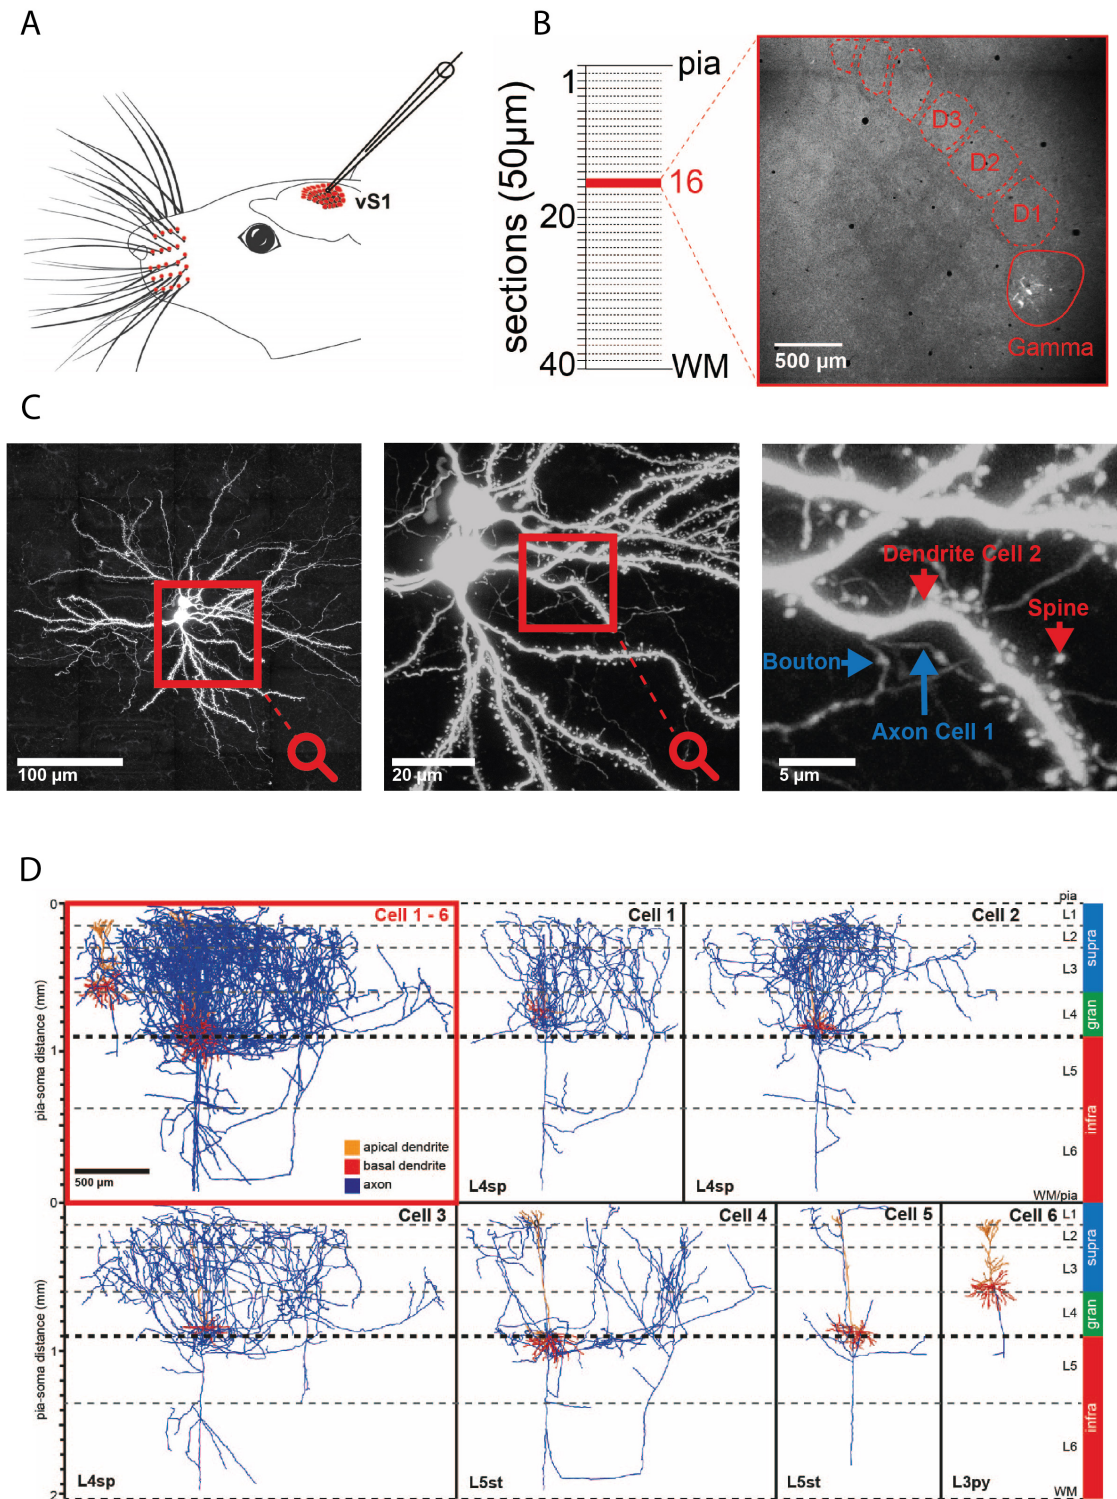 A
vS1
B
sections (50µm)
1
20
40
pia
16
WM
D3
D2
D1
Gamma
500 µm
C
100 µm
20 µm
Dendrite Cell 2
Spine
Bouton
Axon Cell 1
5 µm
D
pia-soma distance (mm)
0
1
Cell 1 - 6
apical dendrite
basal dendrite
axon
500 µm
Cell 1
L4sp
Cell 2
L4sp
pia
L1
L2
L3
L4
L5
L6
WM/pia
supra
gran
infra
pia-soma distance (mm)
0
1
2
Cell 3
L4sp
Cell 4
L5st
Cell 5
L5st
Cell 6
L3py
L1
L2
L3
L4
L5
L6
WM
supra
gran
infra